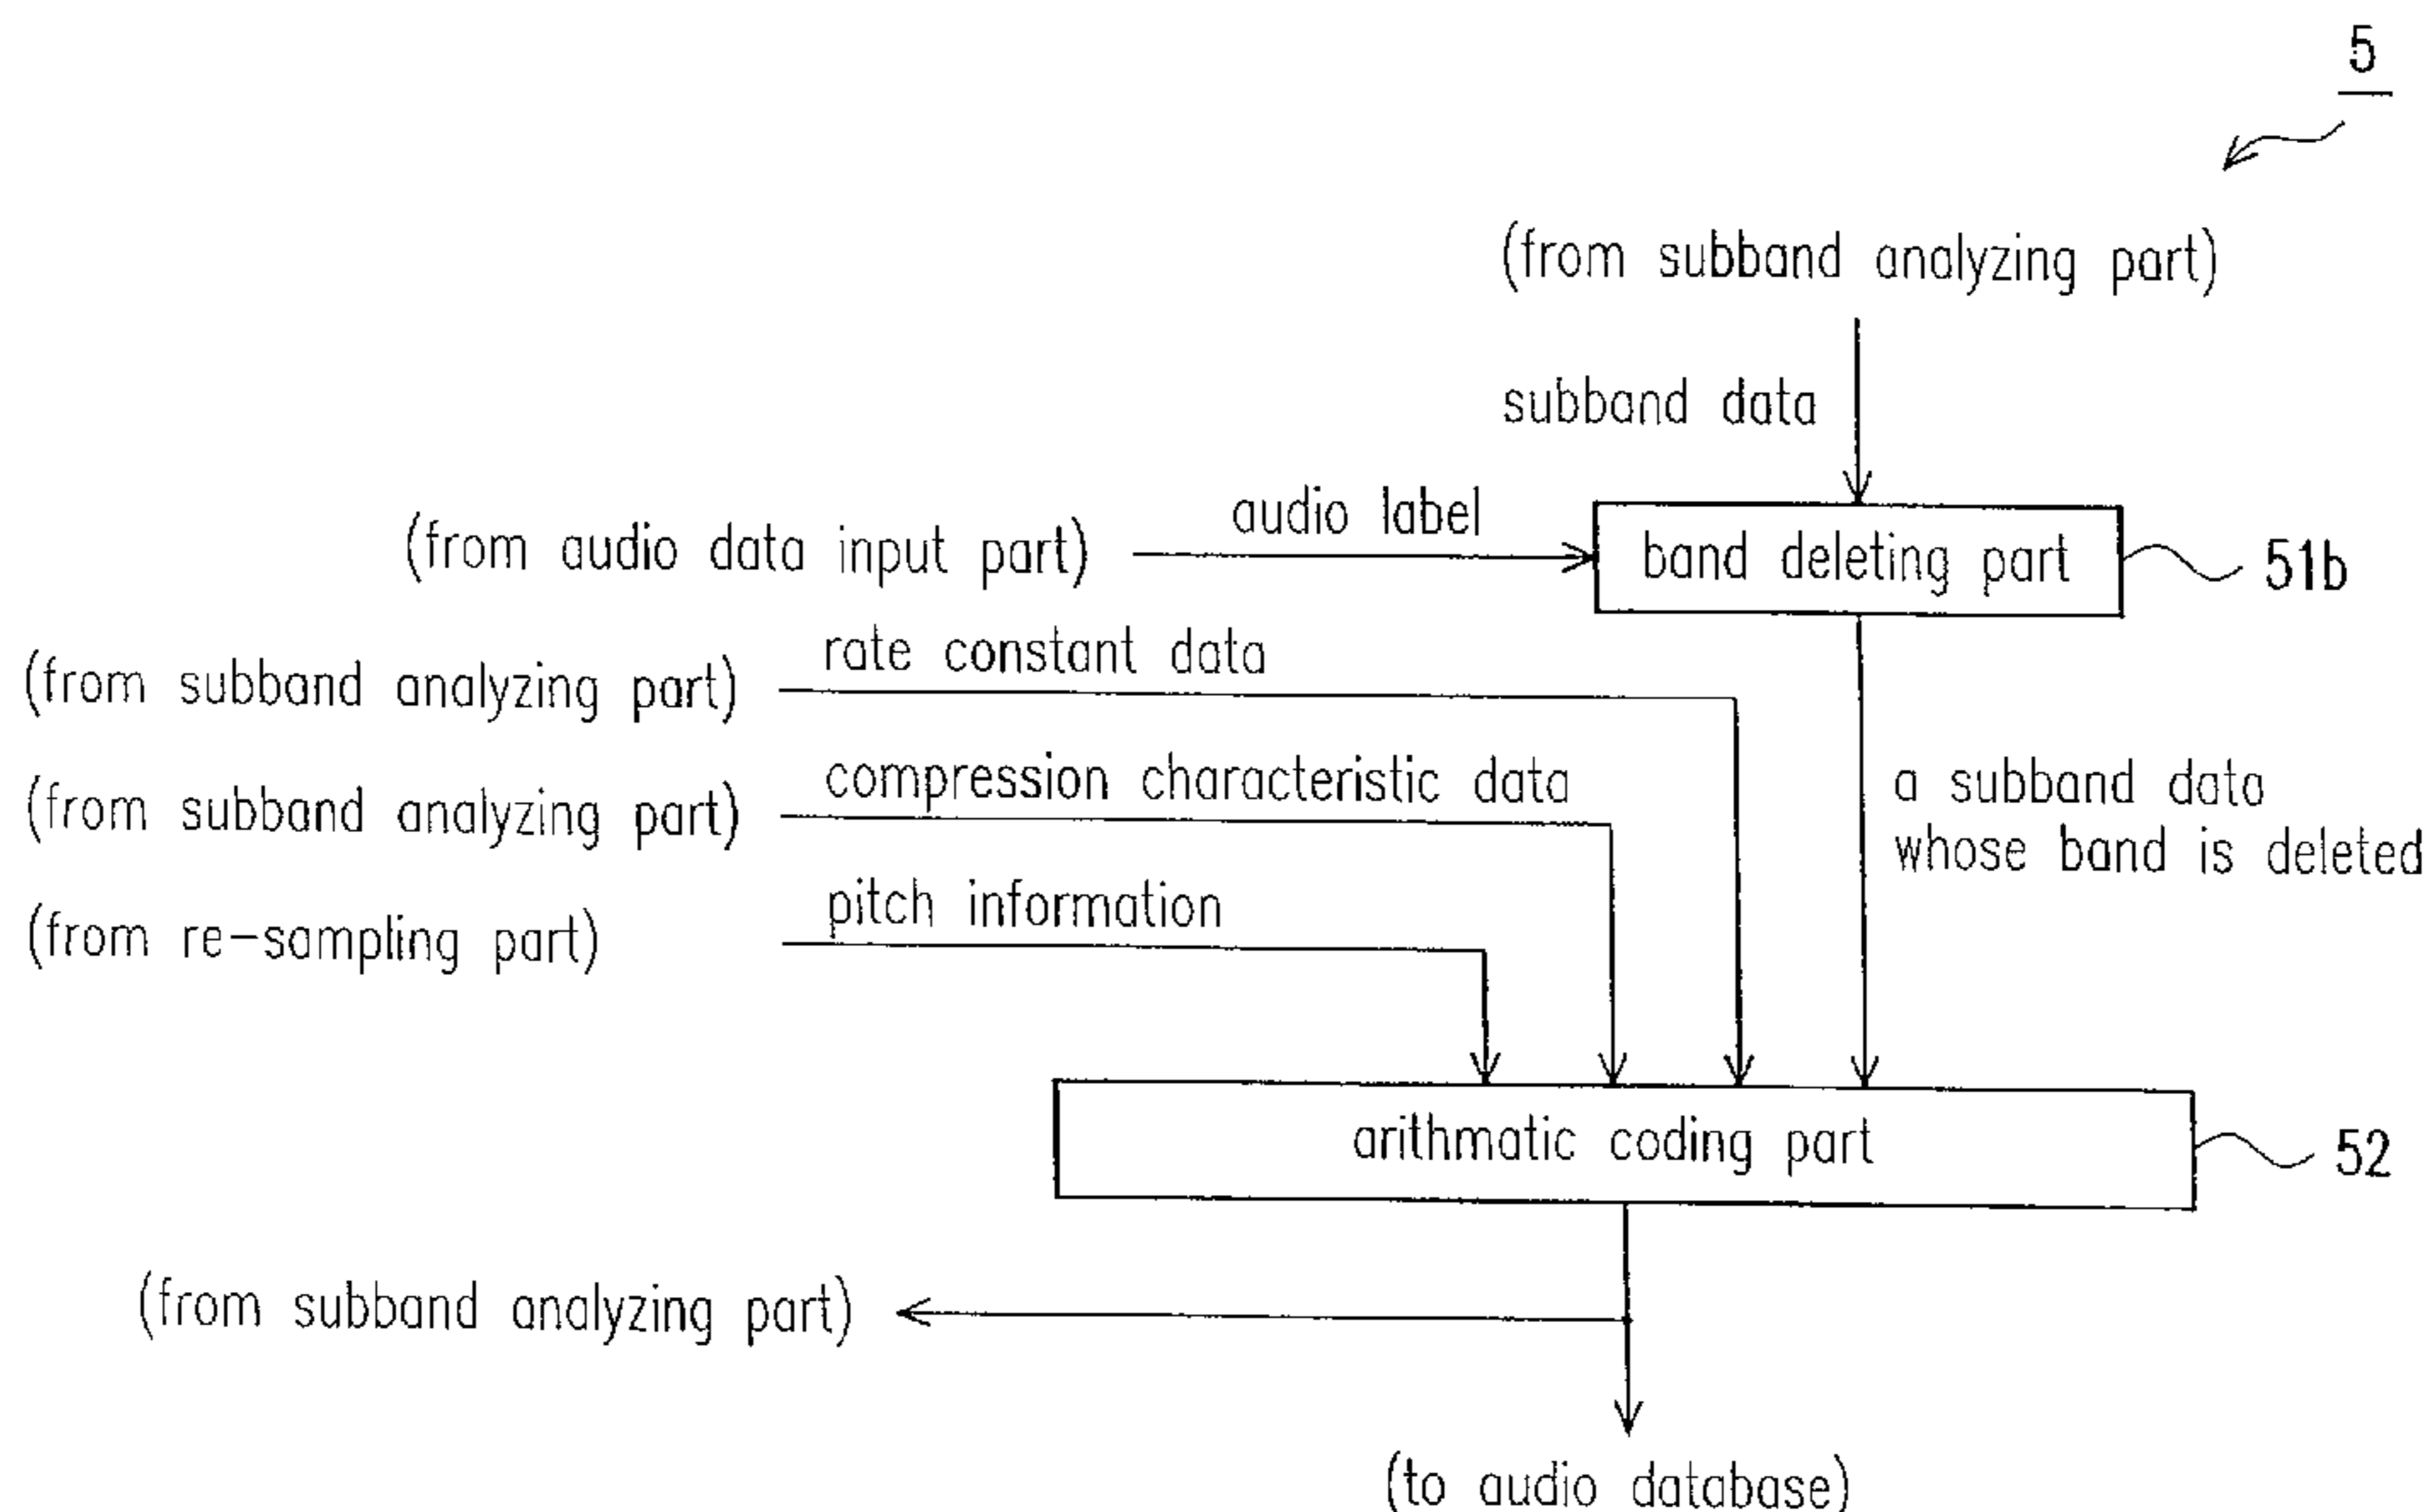 5
(from subband analyzing part)
subband data
(from audio data input part)
audio label
band deleting part
51b
rate constant data
(from subband analyzing part)
compression characteristic data
(from subband analyzing part)
a subband data
whose band is deleted
pitch information
(from re-sampling part)
arithmatic coding part
52
(from subband analyzing part)
(to audio database)